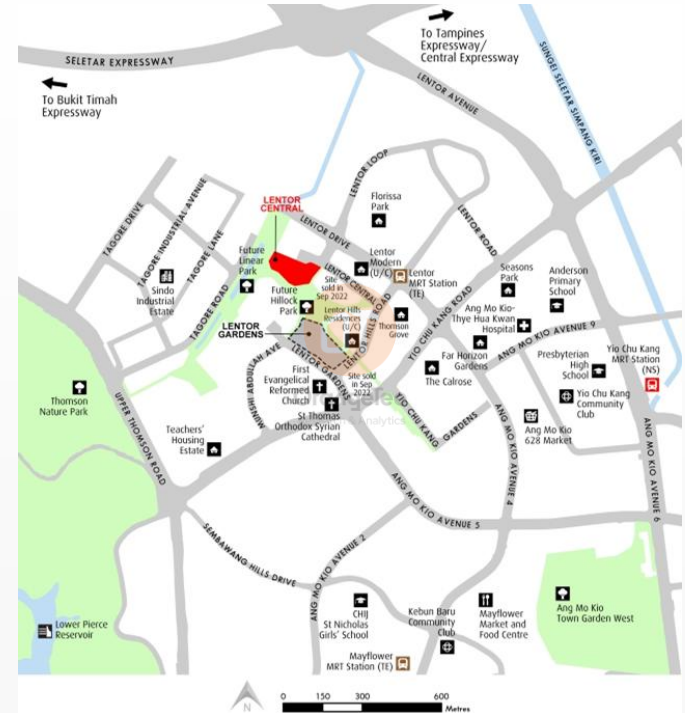 SELETAR EXPRESSWAY
To Bukit Timah
Expressway
To Tampines
Expressway/
Central Expressway
SUNGEI SELETAR SIMPANG KIRI
LENTOR AVENUE
LENTOR LOOP
TAGORE DRIVE
TAGORE INDUSTRIAL AVENUE
TAGORE LANE
TAGORE ROAD
LENTOR
CENTRAL
LENTOR DRIVE
Florissa
Park
LENTOR ROAD
Future
Linear
Park
Sindo
Industrial
Estate
Lentor
Modern
(U/C)
LENTOR CENTRAL
Lentor
MRT Station
(TE)
Site
sold in
Sep 2022
Future
Hillock
Park
Lentor Hills
Residences
(U/C)
LENTOR HILLS ROAD
Thomson
Grove
YIO CHU KANG ROAD
Seasons
Park
Anderson
Primary
School
Ang Mo Kio-
Thye Hua Kwan
Hospital
ANG MO KIO AVENUE 9
Far Horizon
Gardens
Presbyterian
High
School
Yio Chu Kang
MRT Station
(NS)
LENTOR
GARDENS
LENTOR GARDENS
MUNSHI ABDULLAH AVE
First
Evangelical
Reformed
Church
Site
sold in Sep
2022
The Calrose
Yio Chu Kang
Community
Club
Thomson
Nature Park
UPPER THOMSON ROAD
St Thomas
Orthodox Syrian
Cathedral
& Analytics
YIO CHU KANG
GARDENS
Ang Mo Kio
628 Market
Teachers'
Housing
Estate
ANG MO KIO AVENUE 4
ANG MO KIO AVENUE 6
ANG MO KIO AVENUE 5
SEMBAWANG HILLS DRIVE
ANG MO KIO AVENUE 2
Lower Pierce
Reservoir
CHIJ
St Nicholas
Girls' School
Kebun Baru
Community
Club
Mayflower
Market and
Food Centre
Ang Mo Kio
Town Garden West
Mayflower
MRT Station (TE)
N
0 150 300 600
Metres